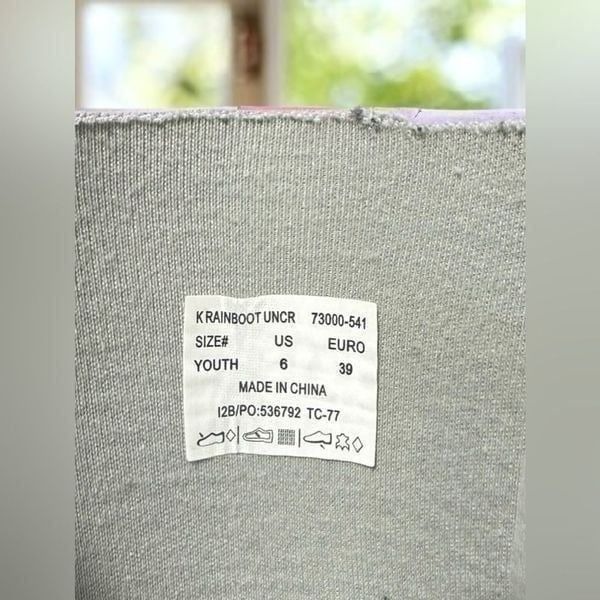 K RAINBOOT UNCR 73000-541
SIZE# US EURO
YOUTH 6 39
MADE IN CHINA
I2B/PO:536792 TC-77